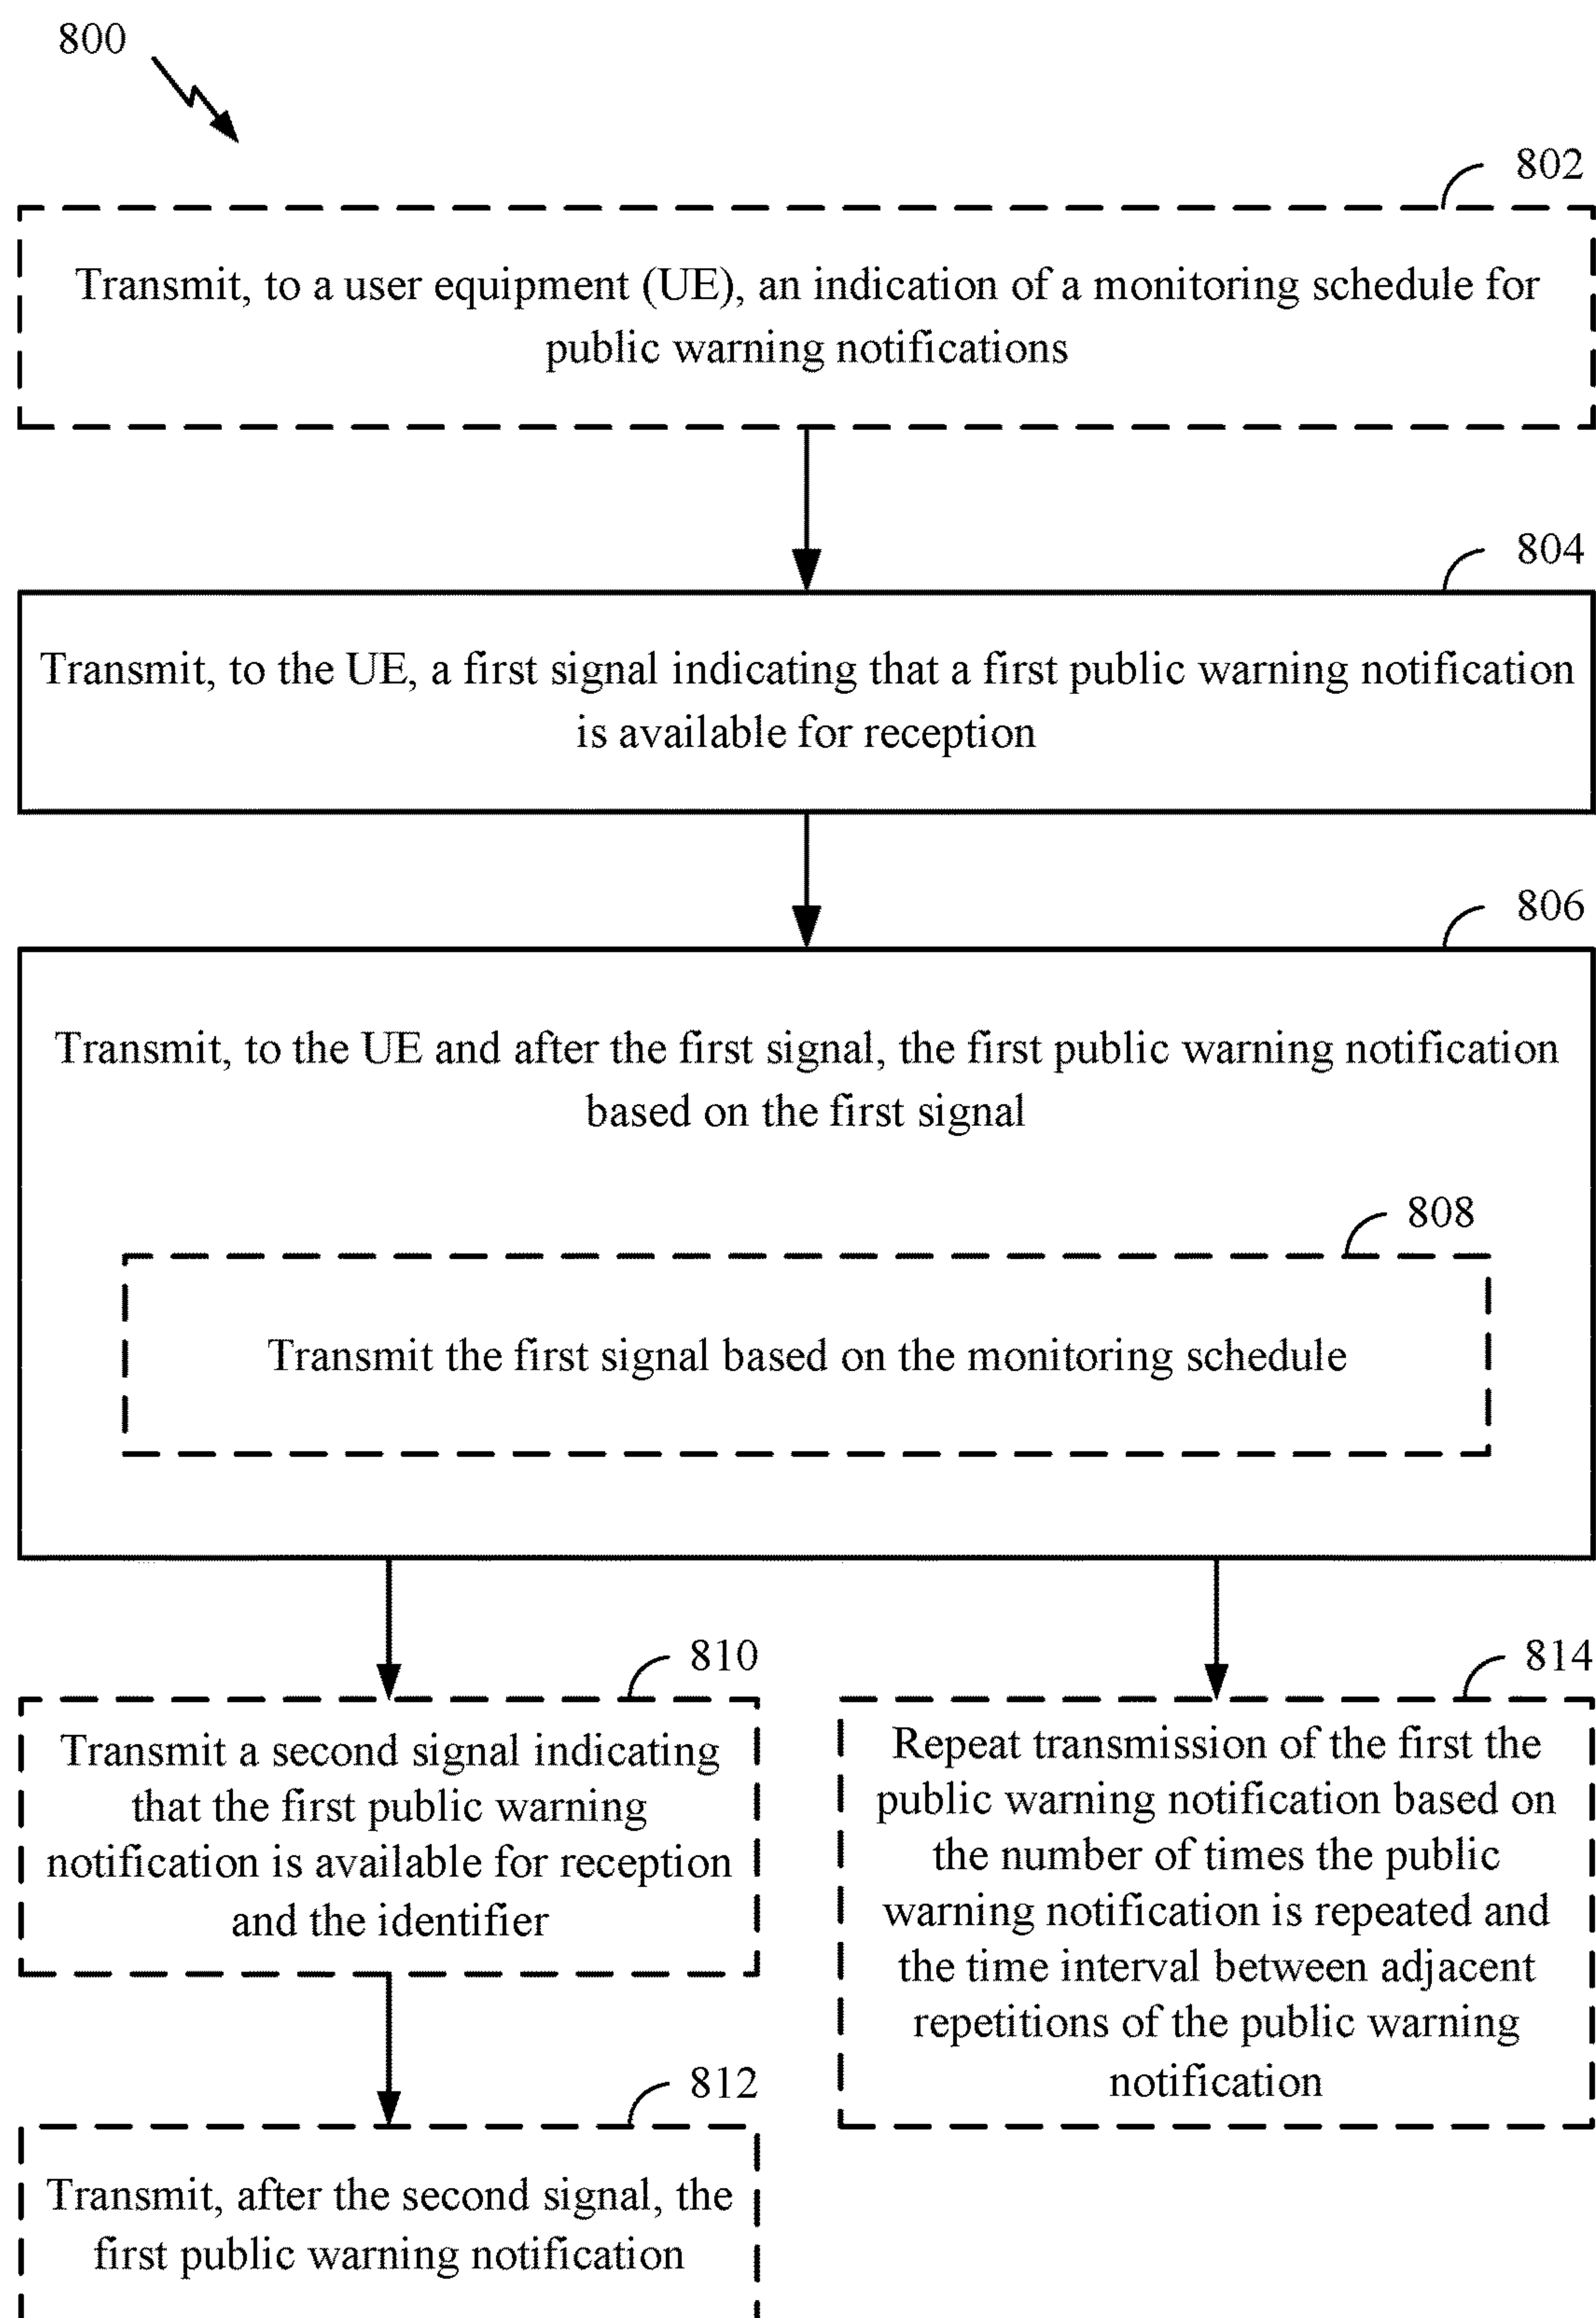 800
802
Transmit, to a user equipment (UE), an indication of a monitoring schedule for
public warning notifications
804
Transmit, to the UE, a first signal indicating that a first public warning notification
is available for reception
806
Transmit, to the UE and after the first signal, the first public warning notification
based on the first signal
808
Transmit the first signal based on the monitoring schedule
810
Transmit a second signal indicating
that the first public warning
notification is available for reception
and the identifier
812
Transmit, after the second signal, the
first public warning notification
814
Repeat transmission of the first the
public warning notification based on
the number of times the public
warning notification is repeated and
the time interval between adjacent
repetitions of the public warning
notification